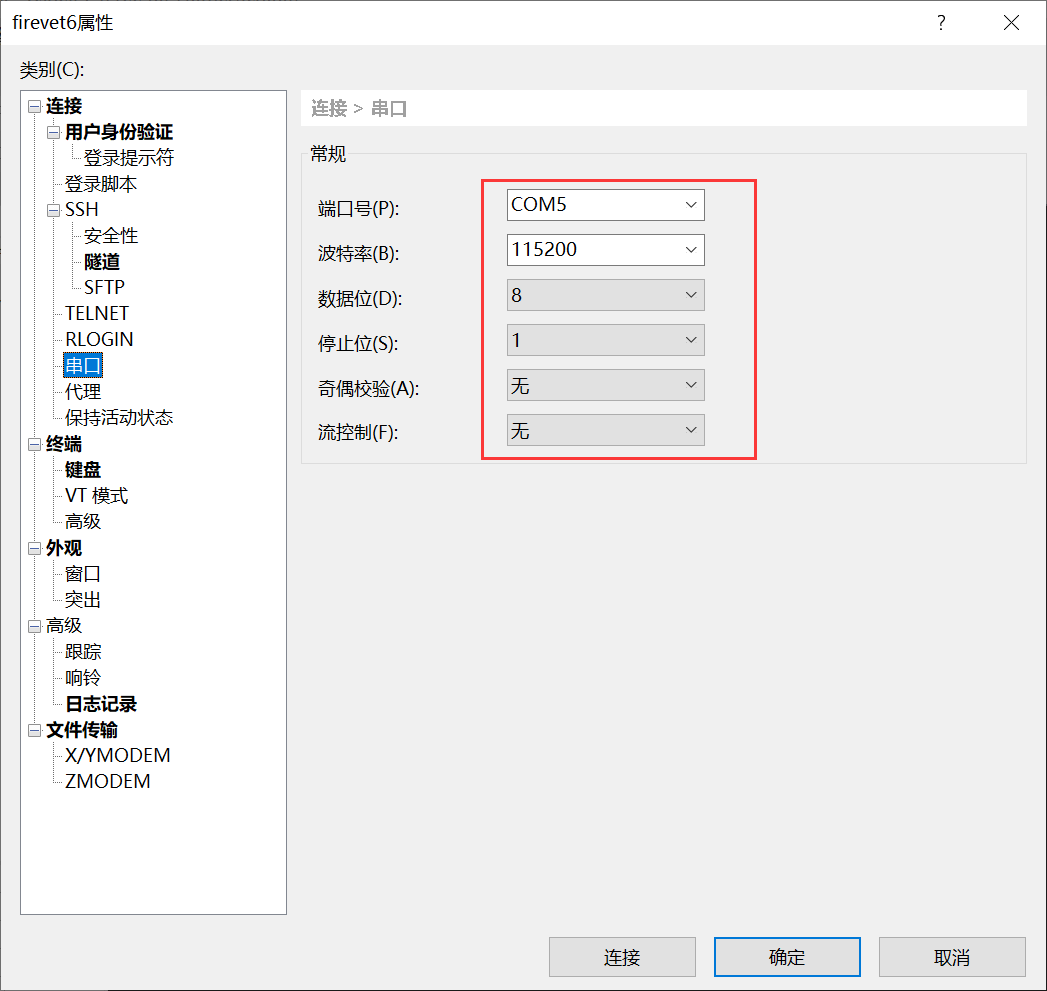 firevet6属性
?
类别(C):
连接
用户身份验证
登录提示符
登录脚本
SSH
安全性
隧道
SFTP
TELNET
RLOGIN
串口
代理
保持活动状态
终端
键盘
VT 模式
高级
外观
窗口
突出
高级
跟踪
响铃
日志记录
文件传输
X/YMODEM
ZMODEM
连接 > 串口
常规
端口号(P): COM5
波特率(B): 115200
数据位(D): 8
停止位(S): 1
奇偶校验(A): 无
流控制(F): 无
连接 确定 取消